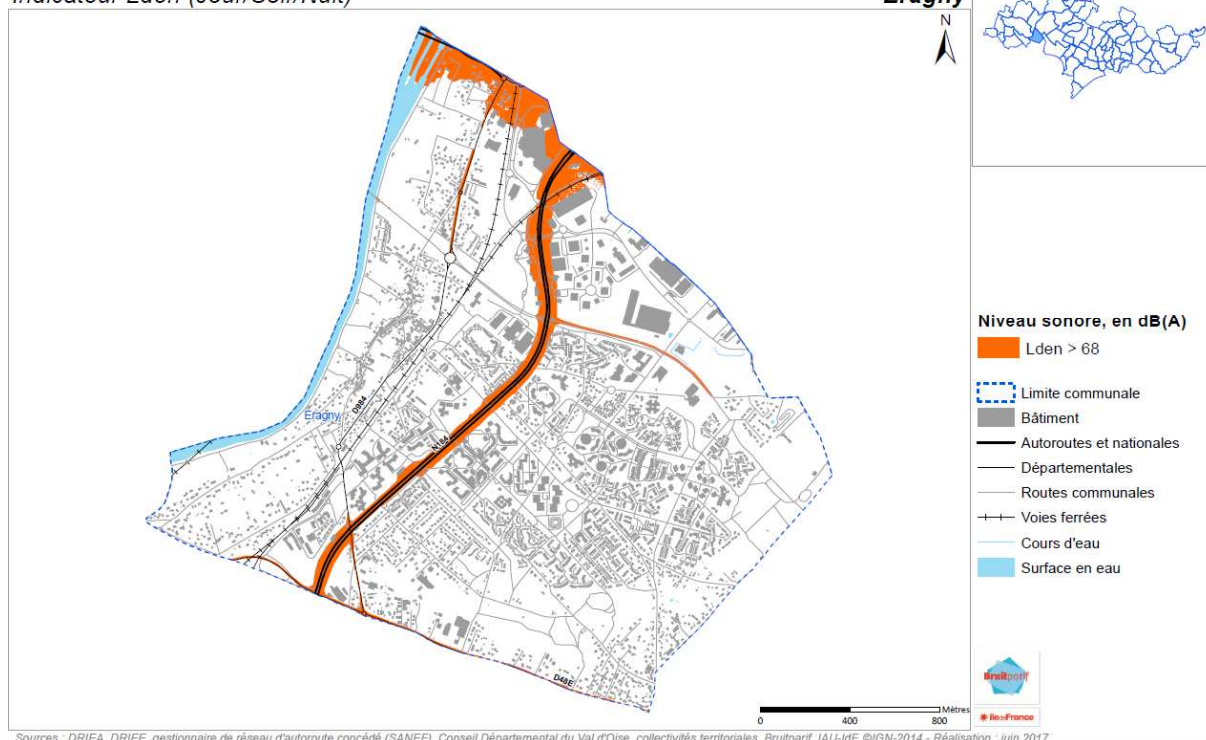 Indicateur Lden (Jour/Soir/Nuit)
Eragny
N
Niveau sonore, en dB(A)
Lden > 68
Limite communale
Bâtiment
Autoroutes et nationales
Départementales
Routes communales
Voies ferrées
Cours d'eau
Surface en eau
Eragny
D984
N184
D48E
Bruitparif
île de France
Mètres
0 400 800
Sources : DRIEA, DRIEE, gestionnaire de réseau d'autoroute concédé (SANEF), Conseil Départemental du Val d'Oise, collectivités territoriales, Bruitparif, IAU-IdF, ©IGN-2014 - Réalisation : juin 2017